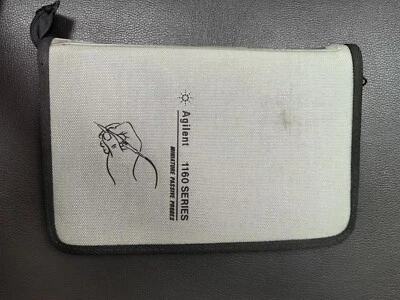 Agilent
1160 SERIES
MINIATURE PASSIVE PROBES